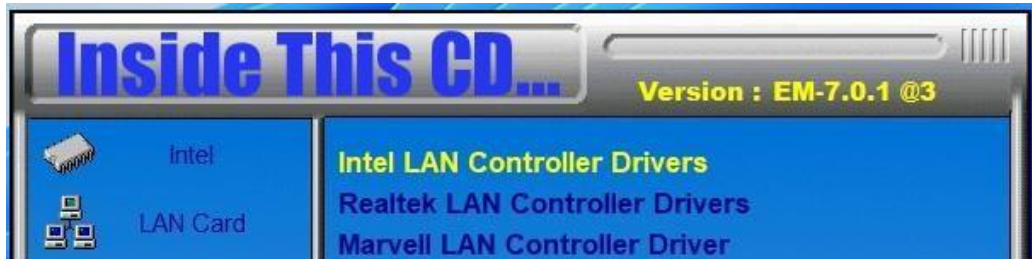 Inside This CD...
Version : EM-7.0.1 @3
Intel
LAN Card
Intel LAN Controller Drivers
Realtek LAN Controller Drivers
Marvell LAN Controller Driver